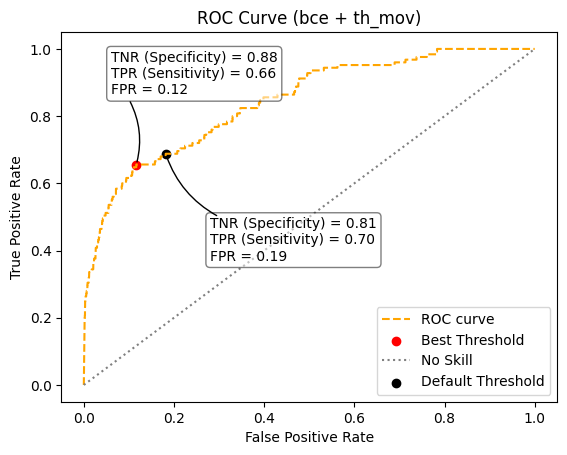 ROC Curve (bce + th_mov)
TNR (Specificity) = 0.88
TPR (Sensitivity) = 0.66
FPR = 0.12
TNR (Specificity) = 0.81
TPR (Sensitivity) = 0.70
FPR = 0.19
ROC curve
Best Threshold
No Skill
Default Threshold
True Positive Rate
1.0
0.8
0.6
0.4
0.2
0.0
0.0 0.2 0.4 0.6 0.8 1.0
False Positive Rate